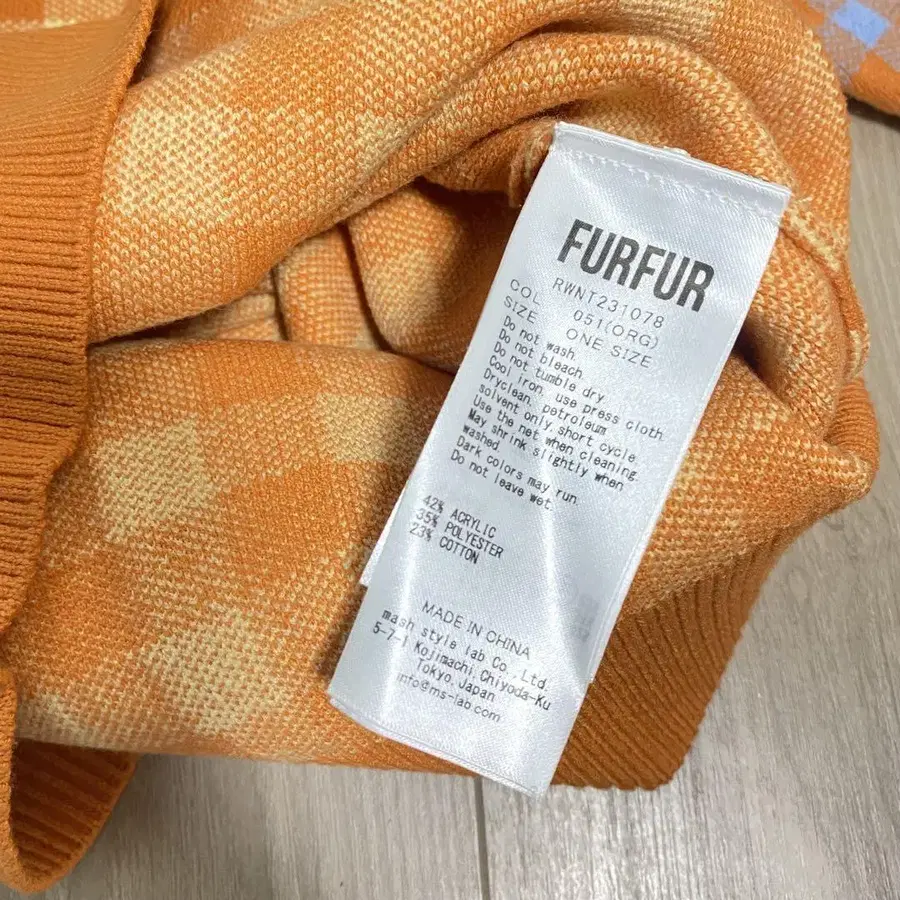 FURFUR
RWNT231078
COL 051(ORG)
SIZE ONE SIZE
Do not wash.
Do not bleach.
Do not tumble dry.
Cool iron, use press cloth.
Dryclean, petroleum
solvent only, short cycle.
Use the net when cleaning.
May shrink slightly when
washed.
Dark colors may run.
Do not leave wet.
42% ACRYLIC
35% POLYESTER
23% COTTON
MADE IN CHINA
mash style lab Co.,Ltd.
5-7-1 Kojimachi,Chiyoda-Ku
Tokyo,Japan
info@ms-lab.com